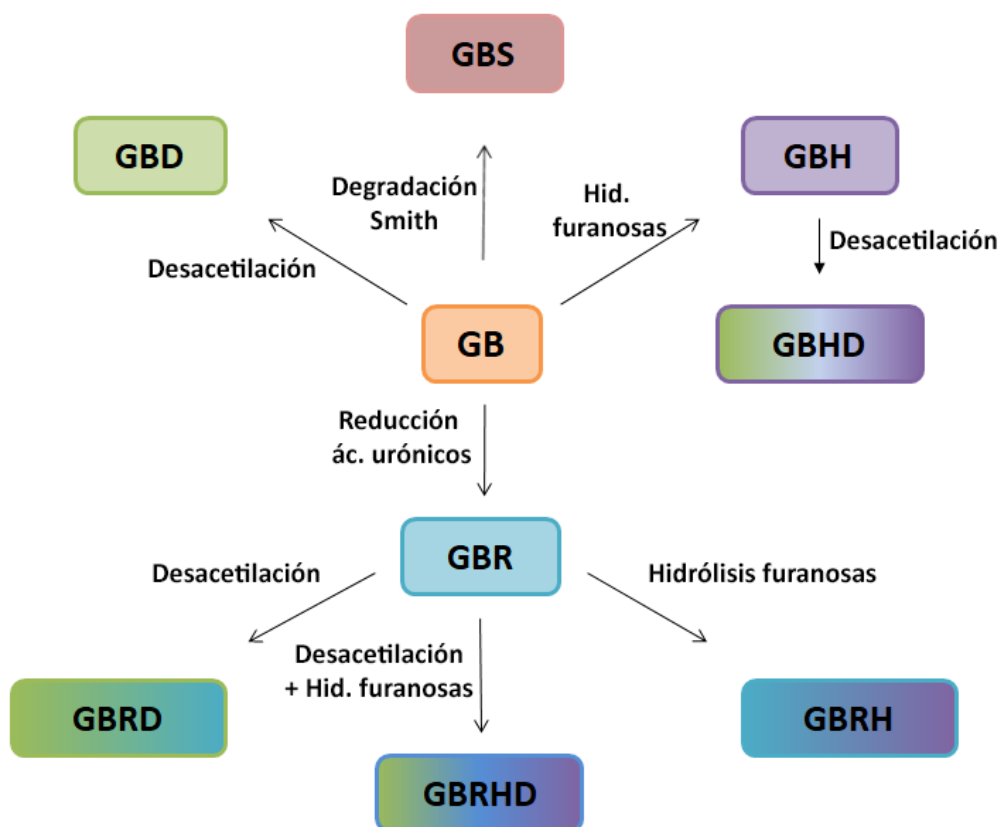 GBS
GBD
GBH
Degradación
Smith
Hid.
furanosas
Desacetilación
Desacetilación
GB
GBHD
Reducción
ác. urónicos
GBR
Desacetilación
Hidrólisis furanosas
Desacetilación
+ Hid. furanosas
GBRD
GBRH
GBRHD